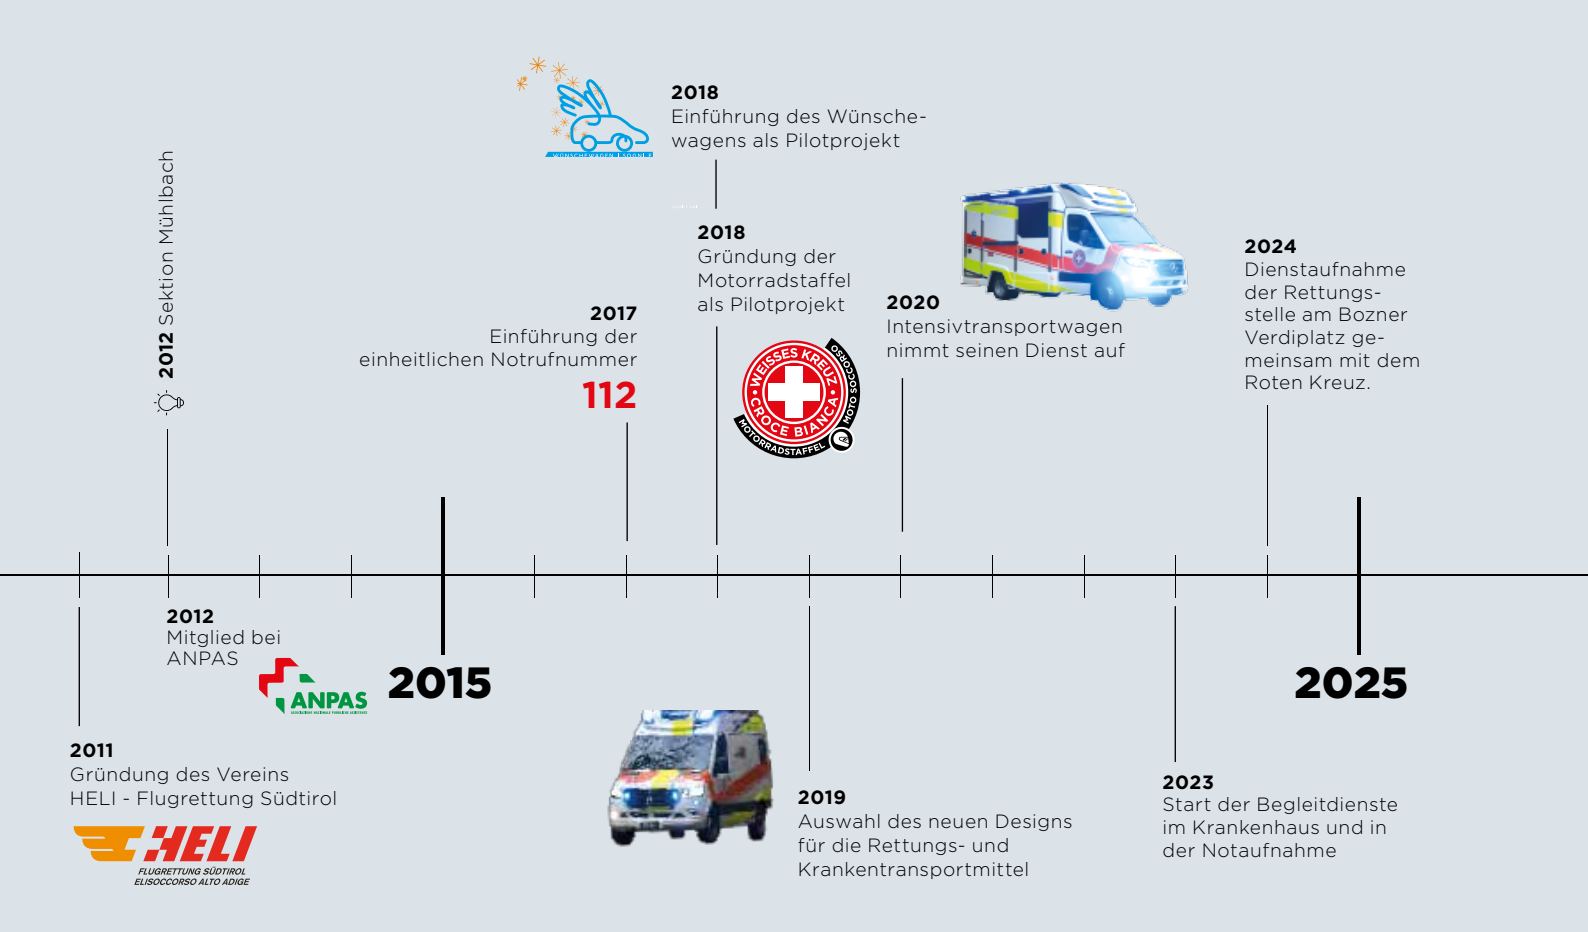 2018
Einführung des Wünsche-
wagens als Pilotprojekt
2012 Sektion Mühlbach
2018
Gründung der
Motorradstaffel
als Pilotprojekt
WEISSES KREUZ
CROCE BIANCA
MOTORRADSTAFFEL
MOTO SOCCORSO
2017
Einführung der
einheitlichen Notrufnummer
112
2020
Intensivtransportwagen
nimmt seinen Dienst auf
2024
Dienstaufnahme
der Rettungs-
stelle am Bozner
Verdiplatz ge-
meinsam mit dem
Roten Kreuz.
2012
Mitglied bei
ANPAS
ANPAS
2015
2025
2011
Gründung des Vereins
HELI - Flugrettung Südtirol
HELI
FLUGRETTUNG SÜDTIROL
ELISOCCORSO ALTO ADIGE
2019
Auswahl des neuen Designs
für die Rettungs- und
Krankentransportmittel
2023
Start der Begleitdienste
im Krankenhaus und in
der Notaufnahme